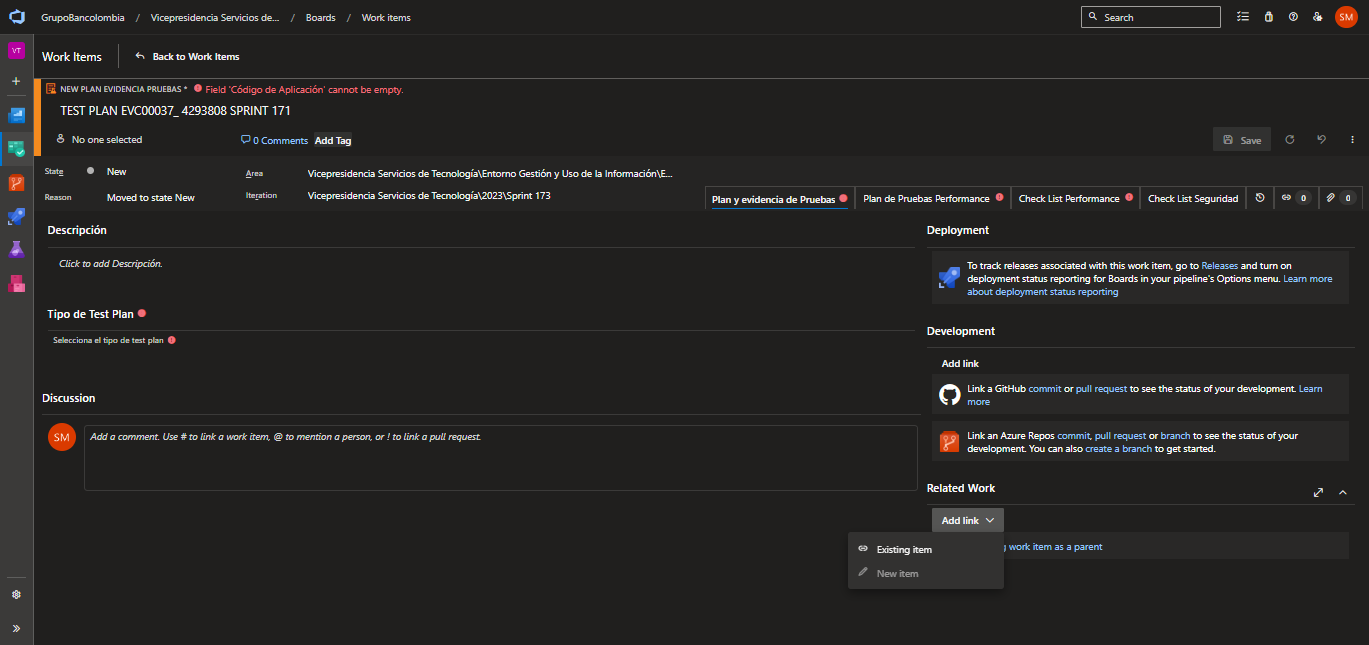 GrupoBancolombia / Vicepresidencia Servicios de... / Boards / Work items
Search
SM
VT
Work Items
Back to Work Items
NEW PLAN EVIDENCIA PRUEBAS *
Field 'Código de Aplicación' cannot be empty.
TEST PLAN EVC00037_ 4293808 SPRINT 171
No one selected
0 Comments
Add Tag
Save
State
New
Area
Vicepresidencia Servicios de Tecnología\Entorno Gestión y Uso de la Información\E...
Reason
Moved to state New
Iteration
Vicepresidencia Servicios de Tecnología\2023\Sprint 173
Plan y evidencia de Pruebas
Plan de Pruebas Performance
Check List Performance
Check List Seguridad
0
0
Descripción
Click to add Descripción.
Tipo de Test Plan
Selecciona el tipo de test plan
Discussion
SM
Add a comment. Use # to link a work item, @ to mention a person, or ! to link a pull request.
Deployment
To track releases associated with this work item, go to Releases and turn on
deployment status reporting for Boards in your pipeline's Options menu. Learn more
about deployment status reporting
Development
Add link
Link a GitHub commit or pull request to see the status of your development. Learn
more
Link an Azure Repos commit, pull request or branch to see the status of your
development. You can also create a branch to get started.
Related Work
Add link
work item as a parent
Existing item
New item